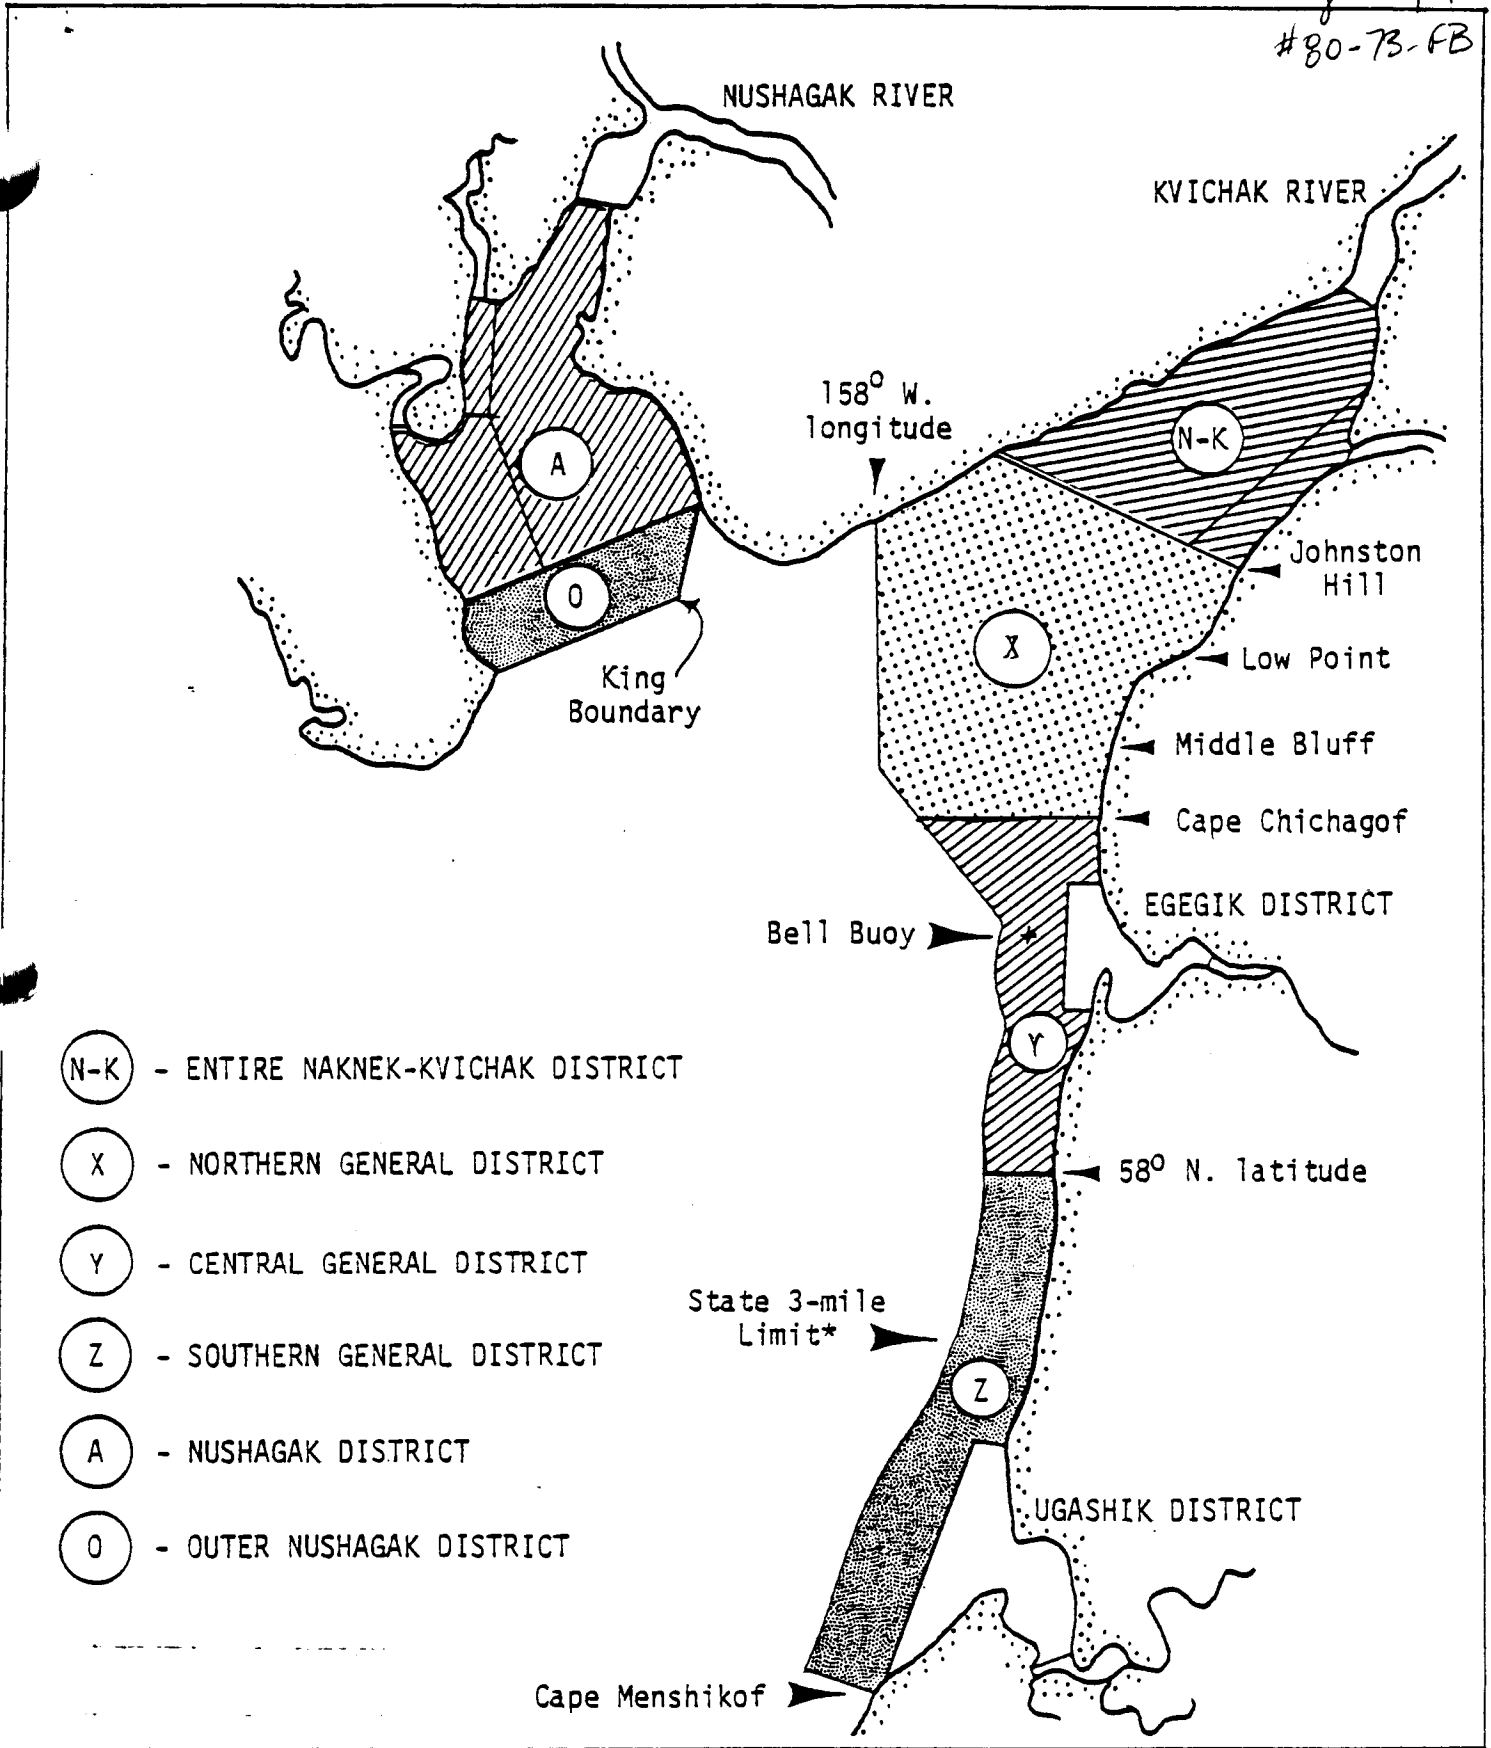 #80-73-FB
NUSHAGAK RIVER
KVICHAK RIVER
158° W.
longitude
N-K
A
Johnston
Hill
O
X
Low Point
King
Boundary
Middle Bluff
Cape Chichagof
EGEGIK DISTRICT
Bell Buoy
Y
N-K - ENTIRE NAKNEK-KVICHAK DISTRICT
X - NORTHERN GENERAL DISTRICT
58° N. latitude
Y - CENTRAL GENERAL DISTRICT
State 3-mile
Limit*
Z - SOUTHERN GENERAL DISTRICT
Z
A - NUSHAGAK DISTRICT
UGASHIK DISTRICT
O - OUTER NUSHAGAK DISTRICT
Cape Menshikof